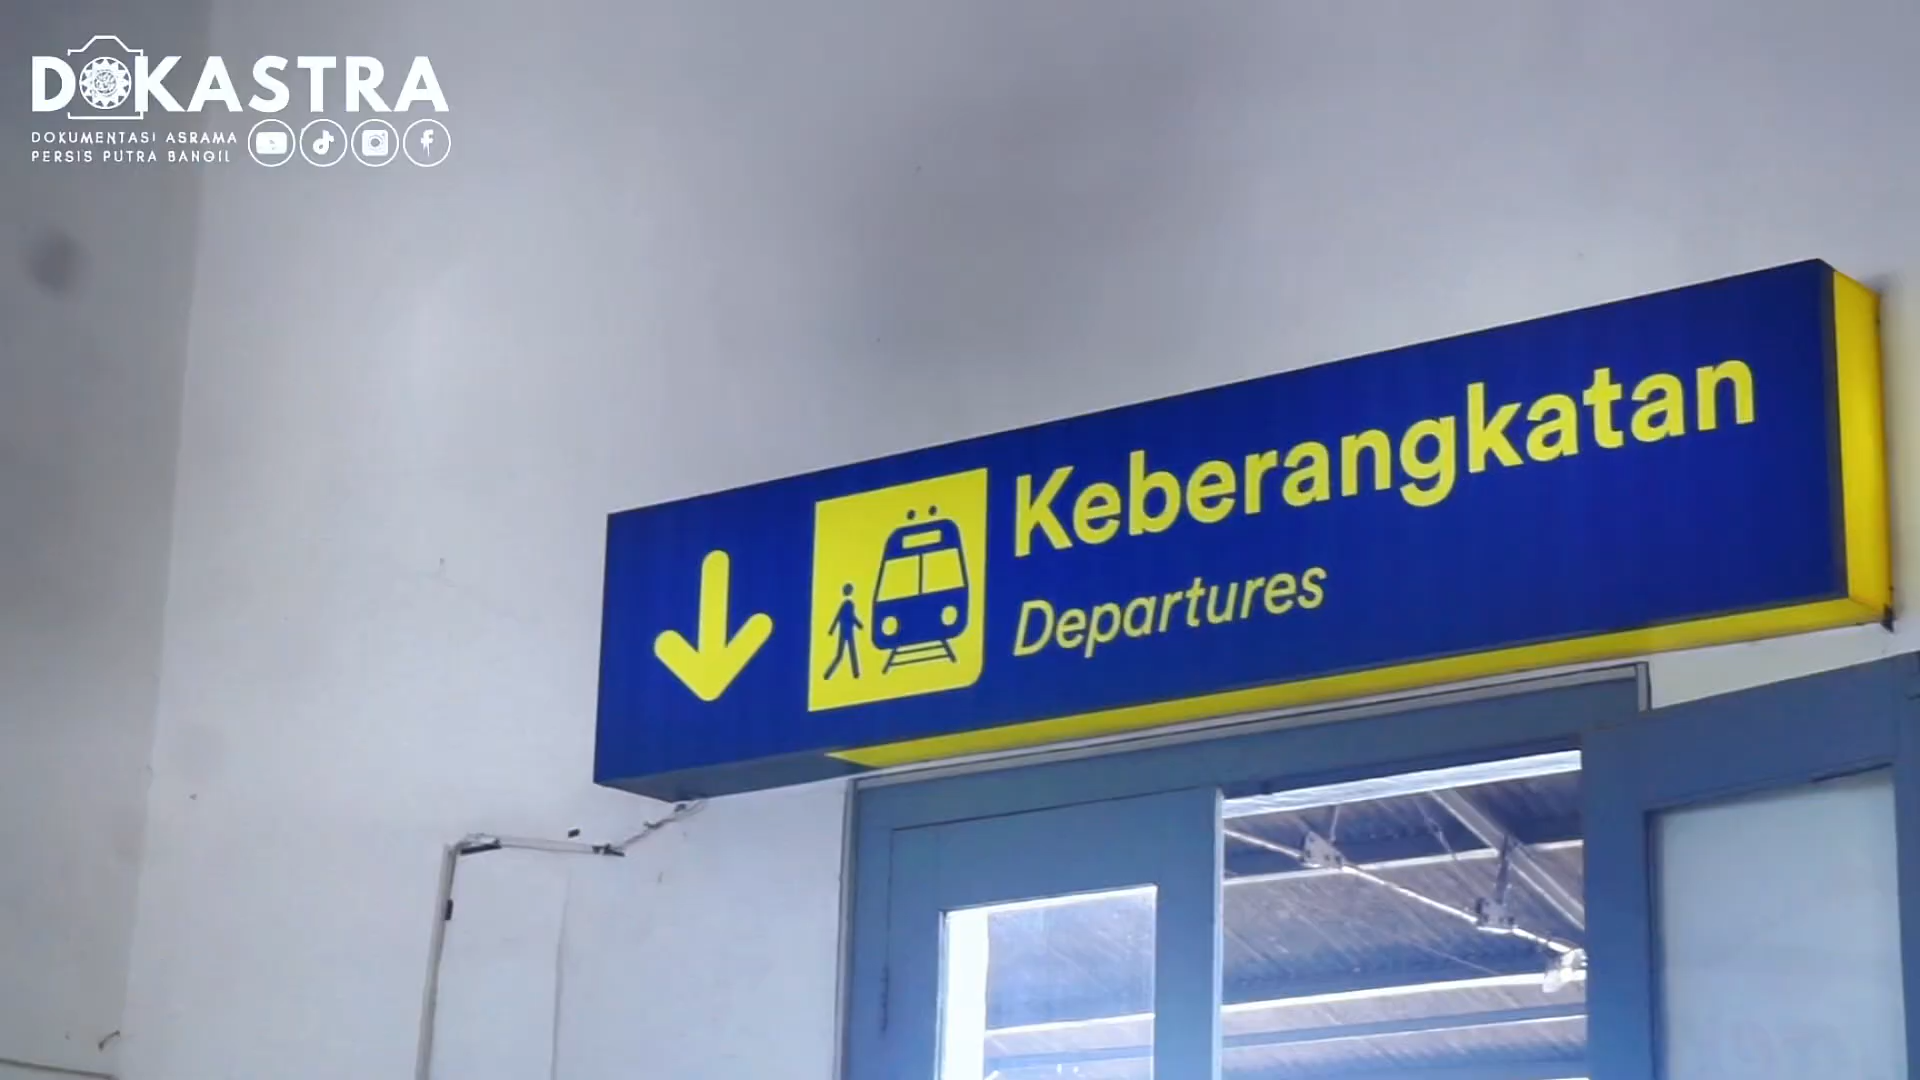 DOKASTRA
DOKUMENTASI ASRAMA
PERSIS PUTRA BANGIL
Keberangkatan
Departures